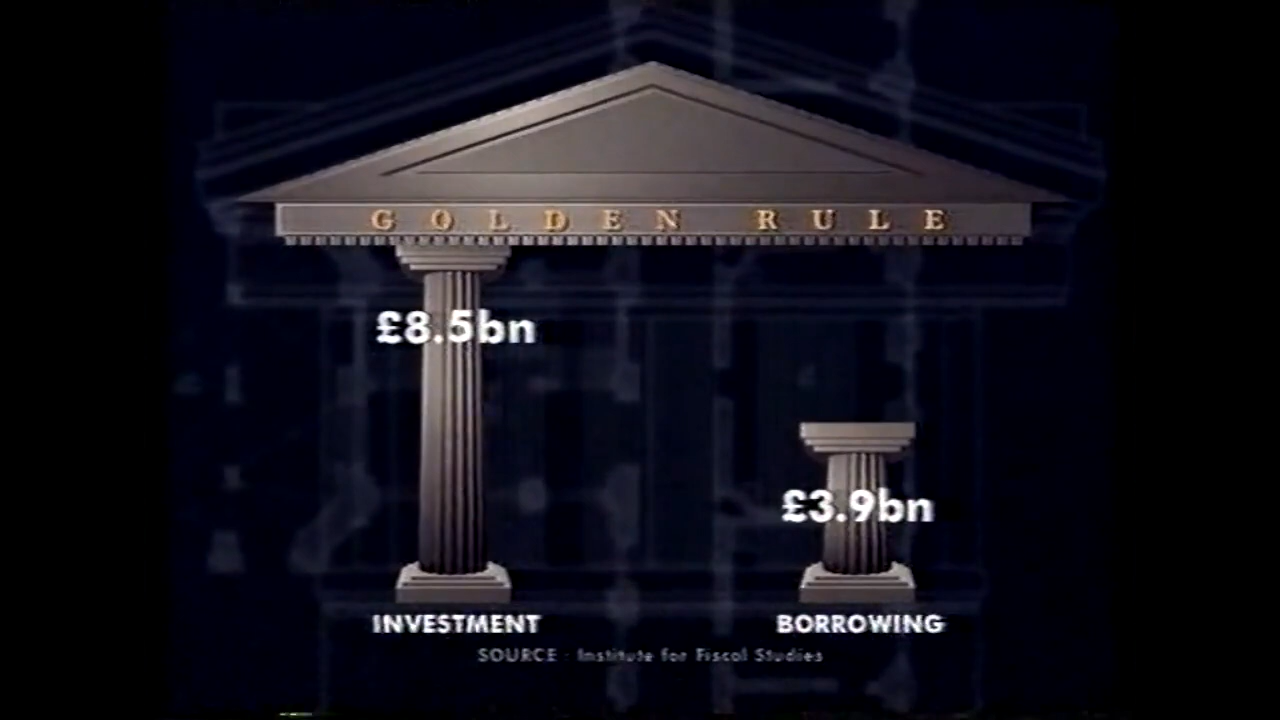 GOLDEN RULE
£8.5bn
£3.9bn
INVESTMENT
BORROWING
SOURCE : Institute for Fiscal Studies